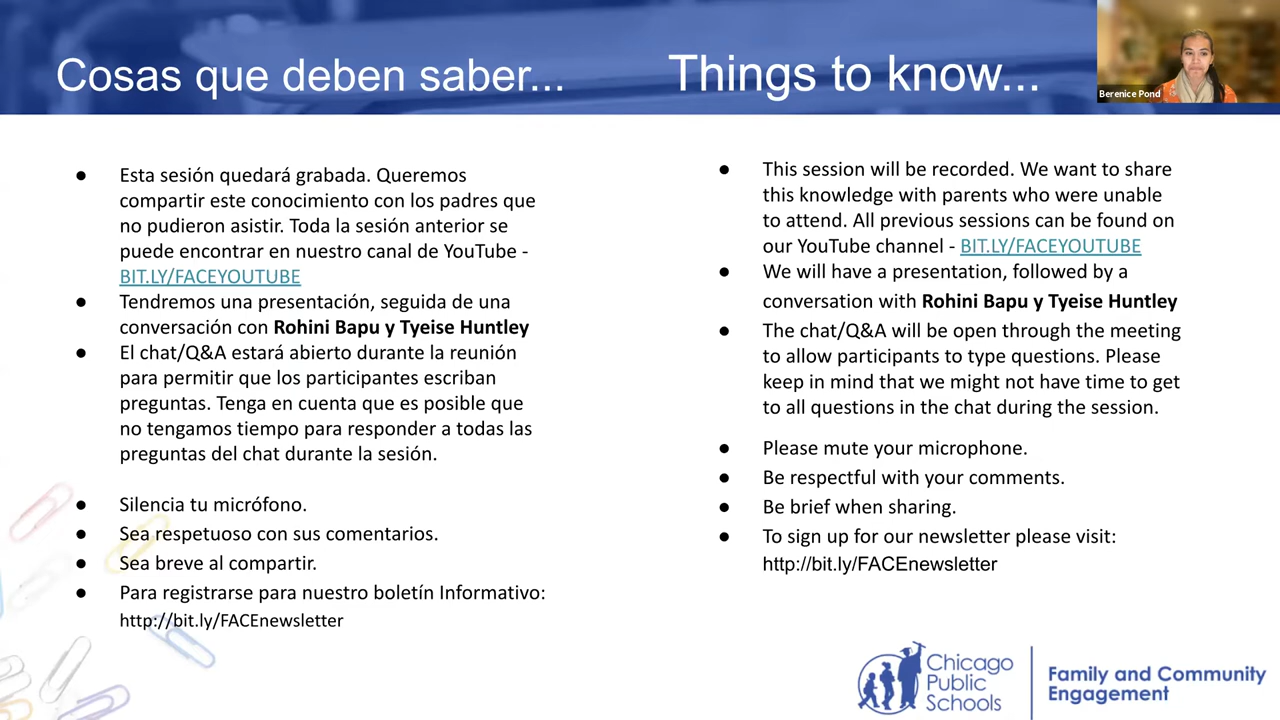 Cosas que deben saber...
Esta sesión quedará grabada. Queremos
compartir este conocimiento con los padres que
no pudieron asistir. Toda la sesión anterior se
puede encontrar en nuestro canal de YouTube -
BIT.LY/FACEYOUTUBE
Tendremos una presentación, seguida de una
conversación con Rohini Bapu y Tyeise Huntley
El chat/Q&A estará abierto durante la reunión
para permitir que los participantes escriban
preguntas. Tenga en cuenta que es posible que
no tengamos tiempo para responder a todas las
preguntas del chat durante la sesión.
Silencia tu micrófono.
Sea respetuoso con sus comentarios.
Sea breve al compartir.
Para registrarse para nuestro boletín Informativo:
http://bit.ly/FACEnewsletter
Things to know...
This session will be recorded. We want to share
this knowledge with parents who were unable
to attend. All previous sessions can be found on
our YouTube channel - BIT.LY/FACEYOUTUBE
We will have a presentation, followed by a
conversation with Rohini Bapu y Tyeise Huntley
The chat/Q&A will be open through the meeting
to allow participants to type questions. Please
keep in mind that we might not have time to get
to all questions in the chat during the session.
Please mute your microphone.
Be respectful with your comments.
Be brief when sharing.
To sign up for our newsletter please visit:
http://bit.ly/FACEnewsletter
Berenice Pond
Chicago
Public
Schools
Family and Community
Engagement